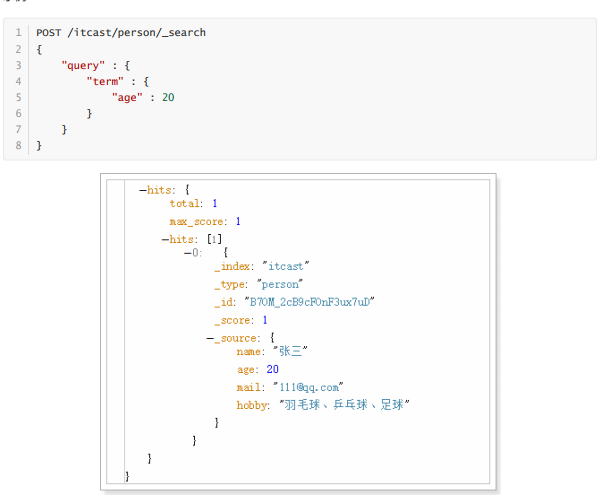 1 POST /itcast/person/_search
2 {
3 "query" : {
4 "term" : {
5 "age" : 20
6 }
7 }
8 }
—hits: {
total: 1
max_score: 1
—hits: [1]
—0: {
_index: "itcast"
_type: "person"
_id: "B7OM_2cB9cFOnF3ux7uD"
_score: 1
—_source: {
name: "张三"
age: 20
mail: "111@qq.com"
hobby: "羽毛球、乒乓球、足球"
}
}
}
}